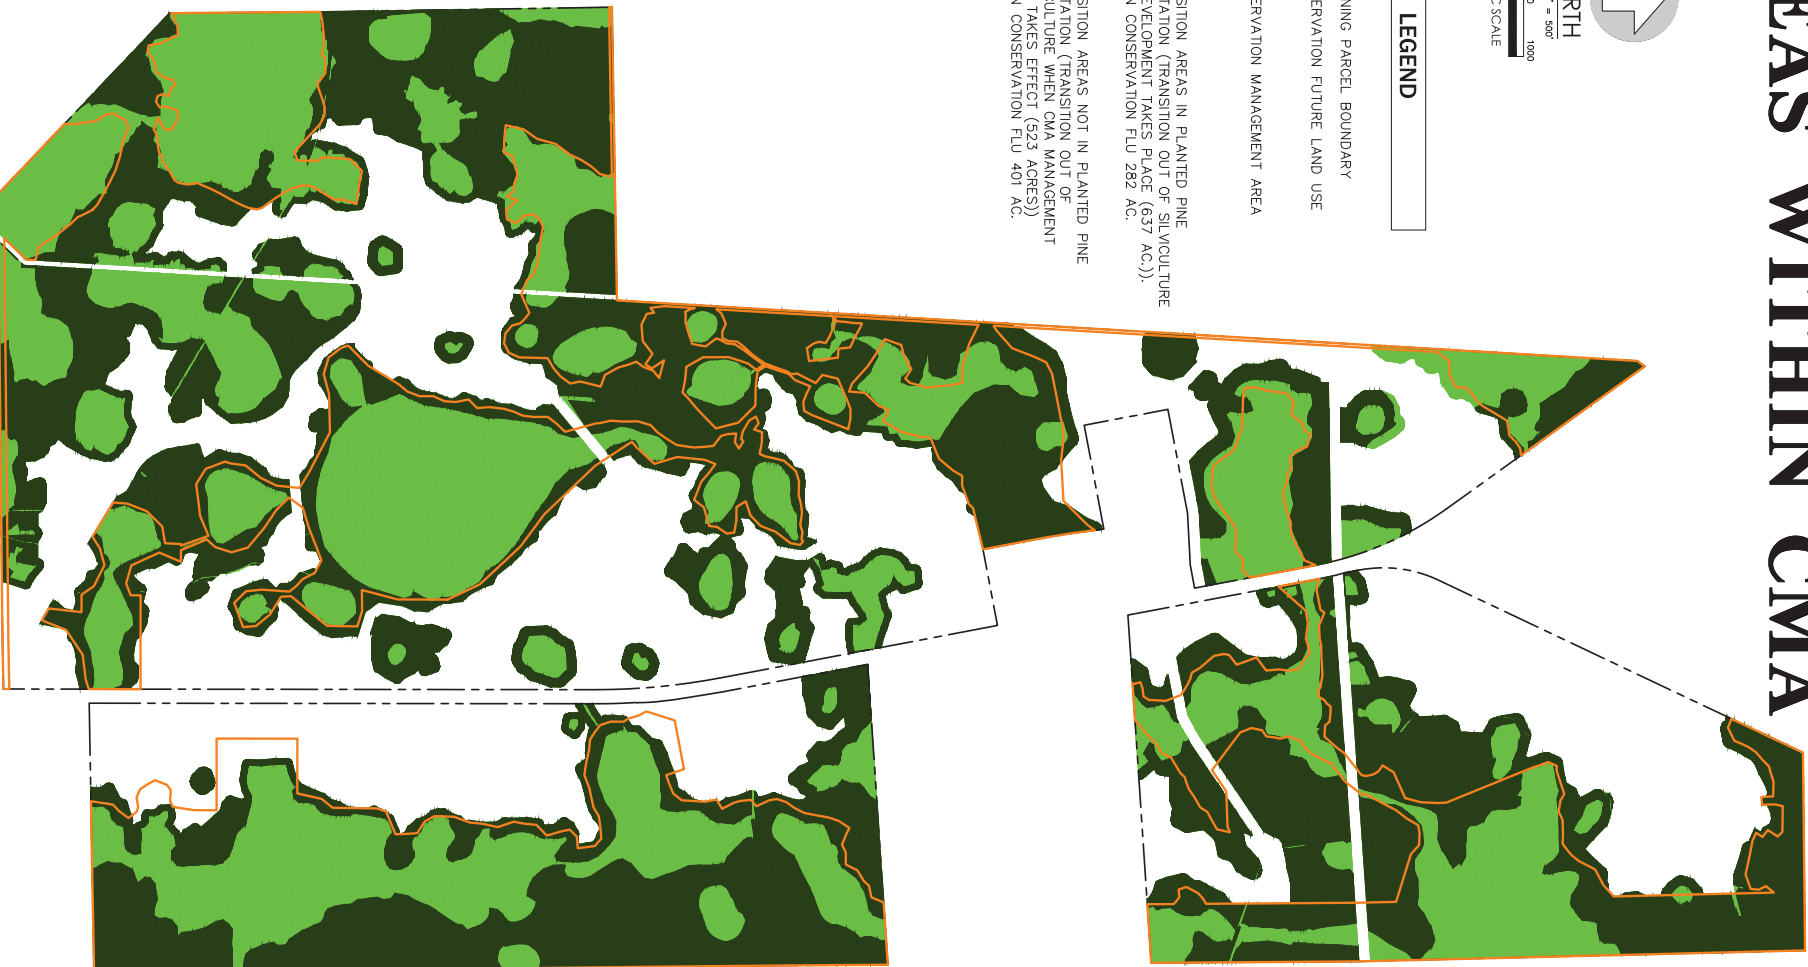 EAS WITHIN CMA
RTH
" = 500'
0 1000
C SCALE
LEGEND
NING PARCEL BOUNDARY
ERVATION FUTURE LAND USE
ERVATION MANAGEMENT AREA
SITION AREAS IN PLANTED PINE
TATION (TRANSITION OUT OF SILVICULTURE
EVELOPMENT TAKES PLACE (637 AC.)).
N CONSERVATION FLU 282 AC.
SITION AREAS NOT IN PLANTED PINE
TATION (TRANSITION OUT OF
CULTURE WHEN CMA MANAGEMENT
TAKES EFFECT (523 ACRES))
N CONSERVATION FLU 401 AC.